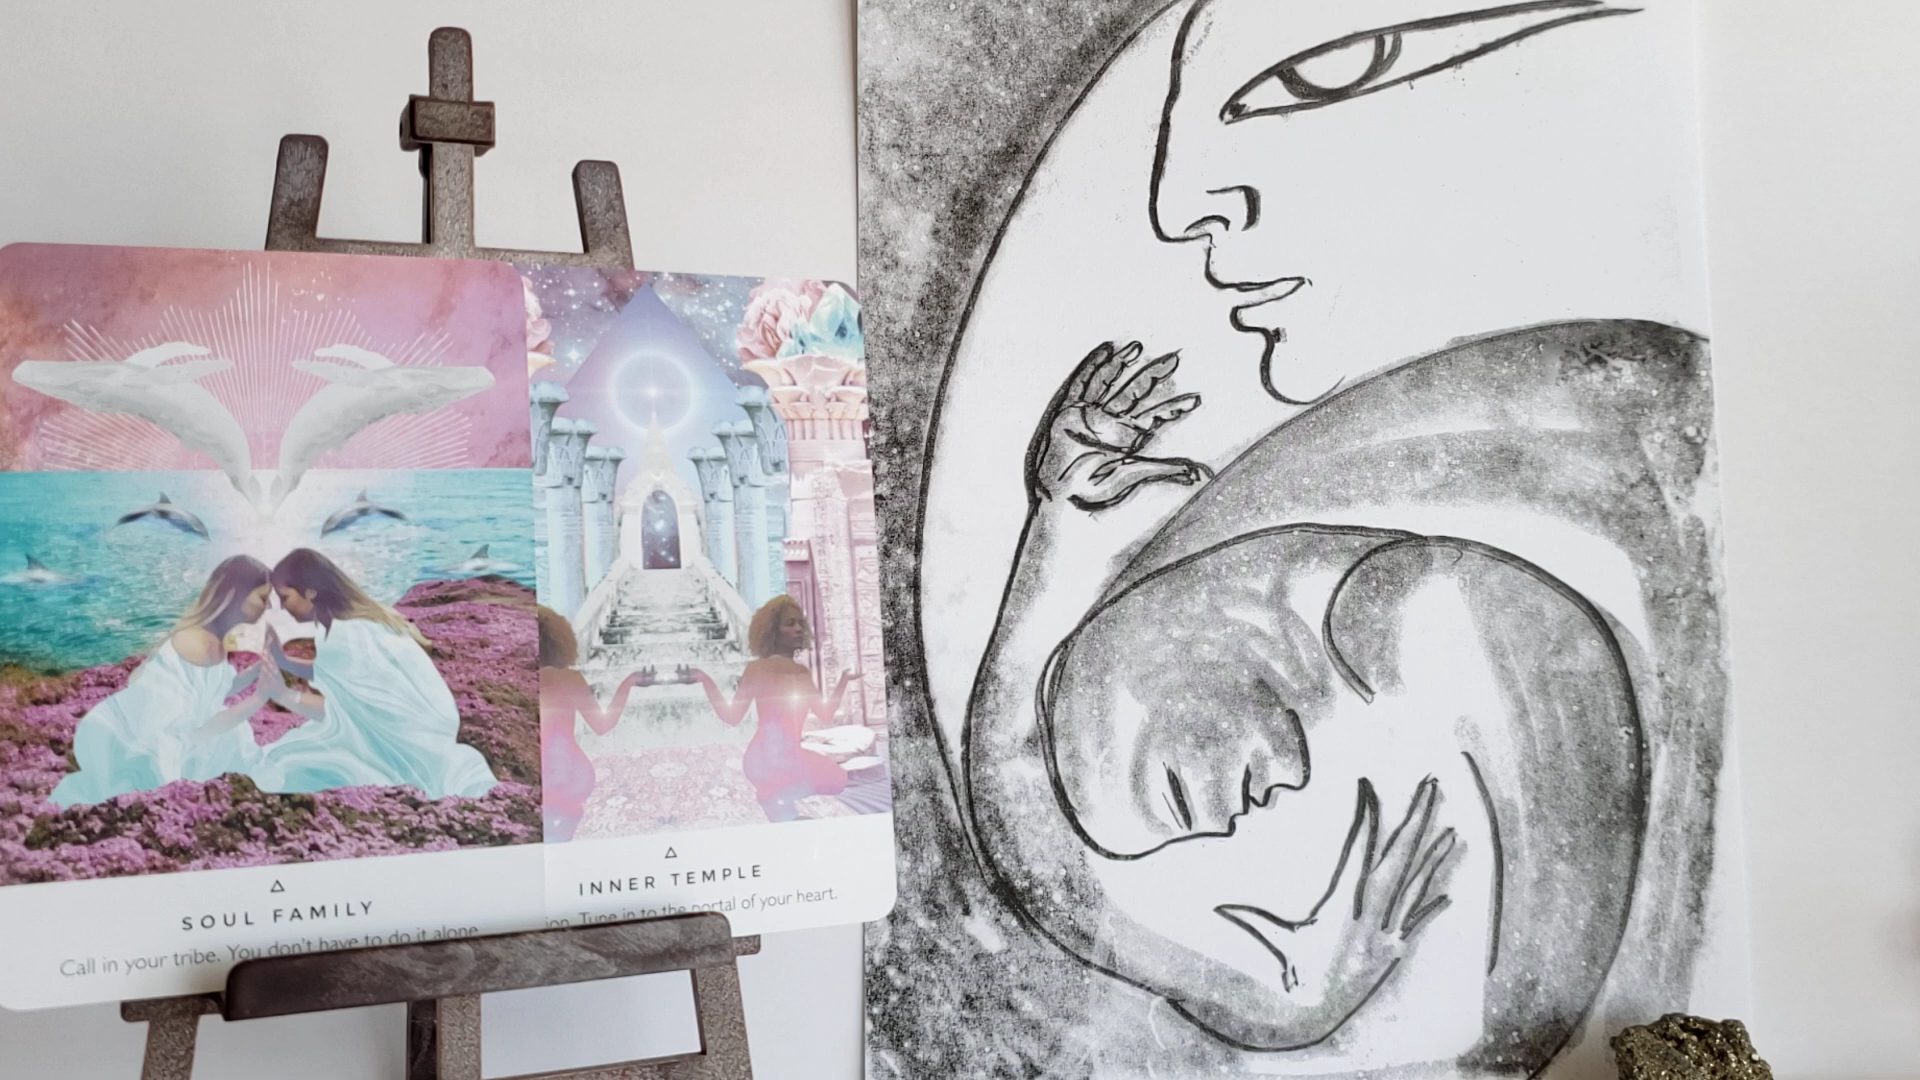 SOUL FAMILY
Call in your tribe. You don't have to do it alone
INNER TEMPLE
ion. Tune in to the portal of your heart.